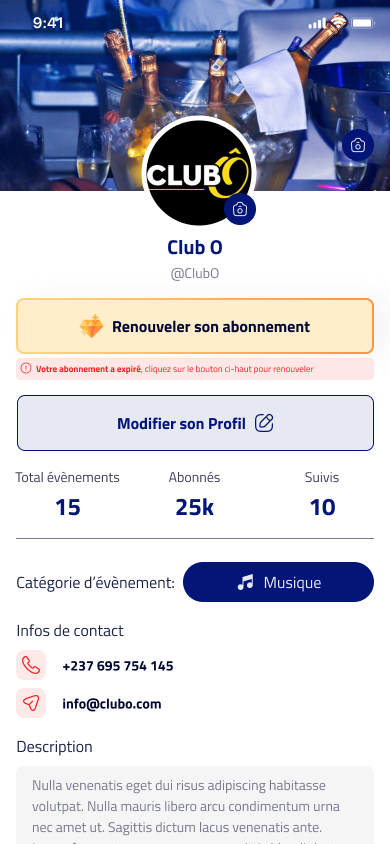 9:41
CLUBÔ
Club O
@ClubO
Renouveler son abonnement
Votre abonnement a expiré, cliquez sur le bouton ci-haut pour renouveler
Modifier son Profil
Total évènements
Abonnés
Suivis
15
25k
10
Catégorie d’évènement:
Musique
Infos de contact
+237 695 754 145
info@clubo.com
Description
Nulla venenatis eget dui risus adipiscing habitasse
volutpat. Nulla mauris libero arcu condimentum urna
nec amet ut. Sagittis dictum lacus venenatis ante.